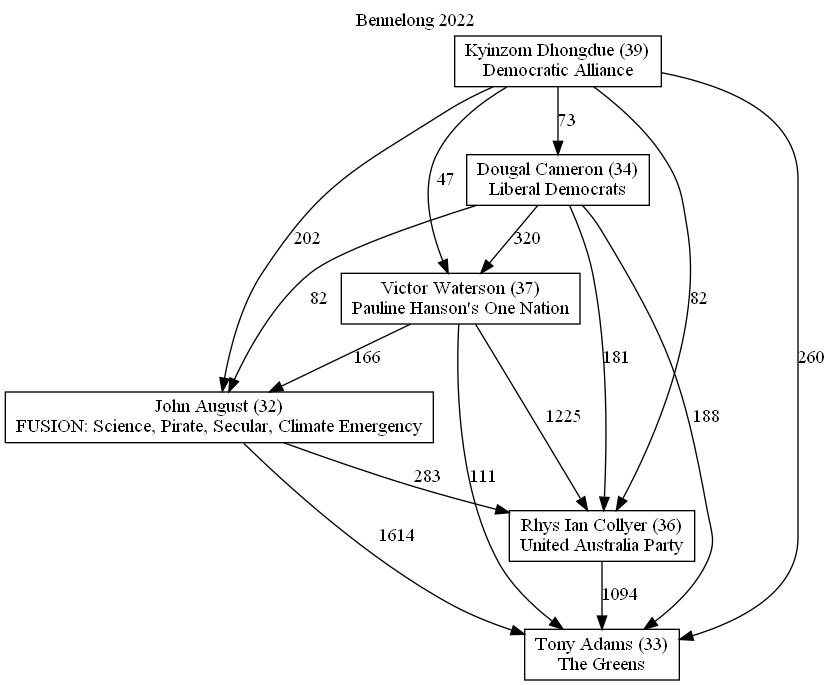 Bennelong 2022
Kyinzom Dhongdue (39)
Democratic Alliance
73
Dougal Cameron (34)
Liberal Democrats
47
202
320
82
82
Victor Waterson (37)
Pauline Hanson's One Nation
166
181
260
John August (32)
FUSION: Science, Pirate, Secular, Climate Emergency
1225
188
283
111
Rhys Ian Collyer (36)
United Australia Party
1614
1094
Tony Adams (33)
The Greens